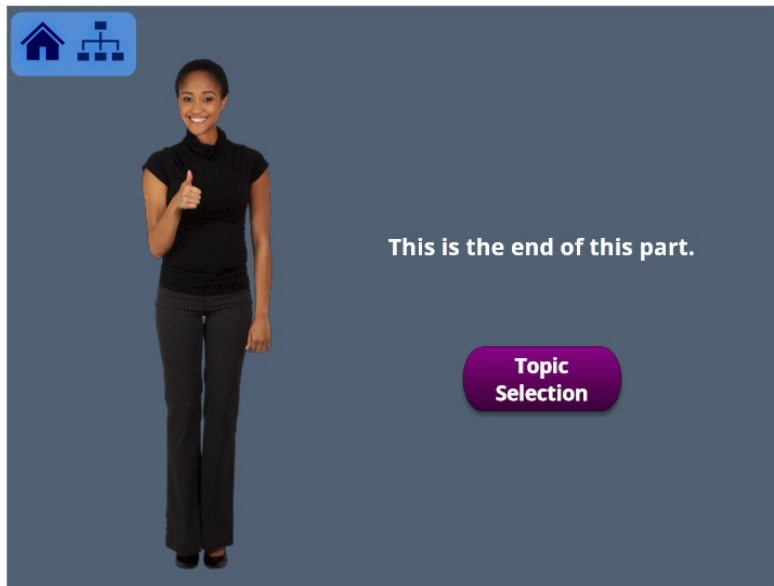 This is the end of this part.
Topic
Selection